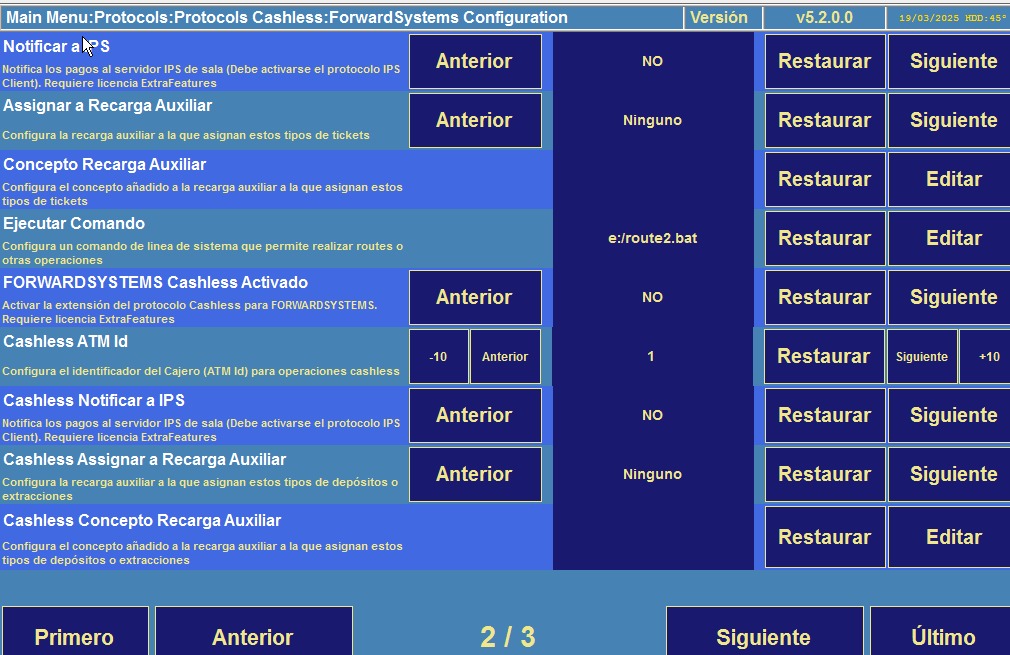 Main Menu:Protocols:Protocols Cashless:ForwardSystems Configuration Versión v5.2.0.0 19/03/2025 HDD:45°
Notificar a IPS
Notifica los pagos al servidor IPS de sala (Debe activarse el protocolo IPS
Client). Requiere licencia ExtraFeatures
Anterior NO Restaurar Siguiente
Assignar a Recarga Auxiliar
Configura la recarga auxiliar a la que asignan estos tipos de tickets
Anterior Ninguno Restaurar Siguiente
Concepto Recarga Auxiliar
Configura el concepto añadido a la recarga auxiliar a la que asignan estos
tipos de tickets
Restaurar Editar
Ejecutar Comando
Configura un comando de linea de sistema que permite realizar routes o
otras operaciones
e:/route2.bat Restaurar Editar
FORWARDSYSTEMS Cashless Activado
Activar la extensión del protocolo Cashless para FORWARDSYSTEMS.
Requiere licencia ExtraFeatures
Anterior NO Restaurar Siguiente
Cashless ATM Id
Configura el identificador del Cajero (ATM Id) para operaciones cashless
-10 Anterior 1 Restaurar Siguiente +10
Cashless Notificar a IPS
Notifica los pagos al servidor IPS de sala (Debe activarse el protocolo IPS
Client). Requiere licencia ExtraFeatures
Anterior NO Restaurar Siguiente
Cashless Assignar a Recarga Auxiliar
Configura la recarga auxiliar a la que asignan estos tipos de depósitos o
extracciones
Anterior Ninguno Restaurar Siguiente
Cashless Concepto Recarga Auxiliar
Configura el concepto añadido a la recarga auxiliar a la que asignan estos
tipos de depósitos o extracciones
Restaurar Editar
Primero Anterior 2 / 3 Siguiente Último